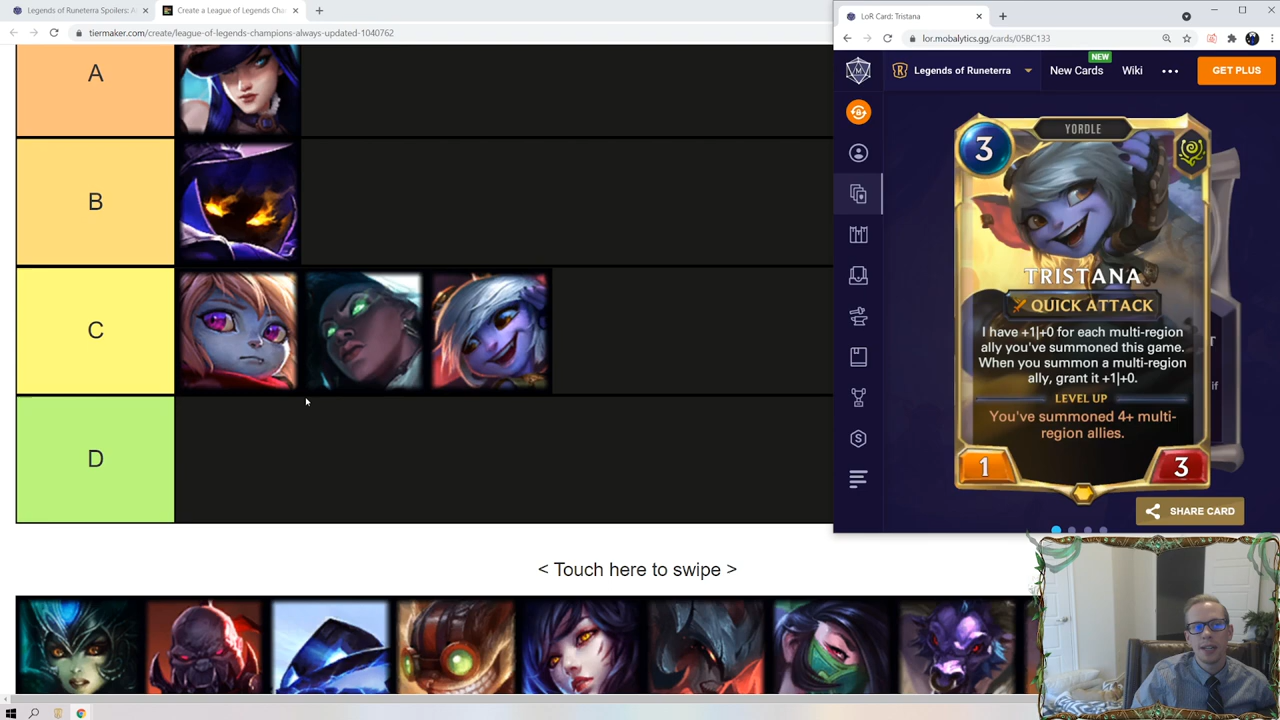 Legends of Runeterra Spoilers: A
Create a League of Legends Cha
LoR Card: Tristana
tiermaker.com/create/league-of-legends-champions-always-updated-1040762
lor.mobalytics.gg/cards/05BC133
NEW
Legends of Runeterra
New Cards
Wiki
GET PLUS
A
B
C
D
YORDLE
3
TRISTANA
QUICK ATTACK
I have +1|+0 for each multi-region
ally you've summoned this game.
When you summon a multi-region
ally, grant it +1|+0.
LEVEL UP
You've summoned 4+ multi-
region allies.
1
3
SHARE CARD
< Touch here to swipe >